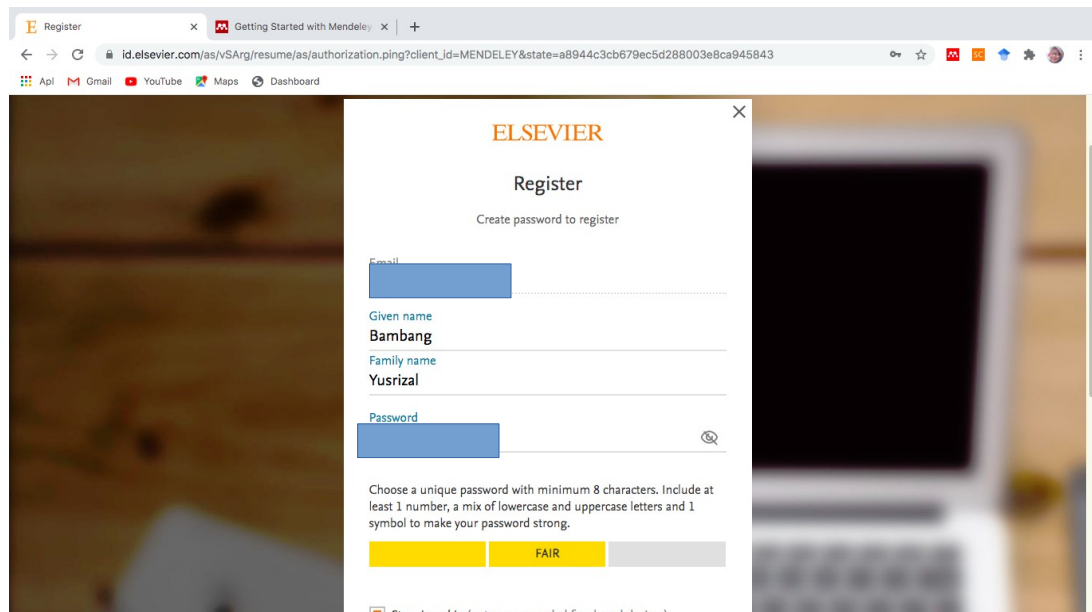 Register
Getting Started with Mendeley
id.elsevier.com/as/vSArg/resume/as/authorization.ping?client_id=MENDELEY&state=a8944c3cb679ec5d288003e8ca945843
SC
Apl Gmail YouTube Maps Dashboard
ELSEVIER
Register
Create password to register
Email
Given name
Bambang
Family name
Yusrizal
Password
Choose a unique password with minimum 8 characters. Include at
least 1 number, a mix of lowercase and uppercase letters and 1
symbol to make your password strong.
FAIR